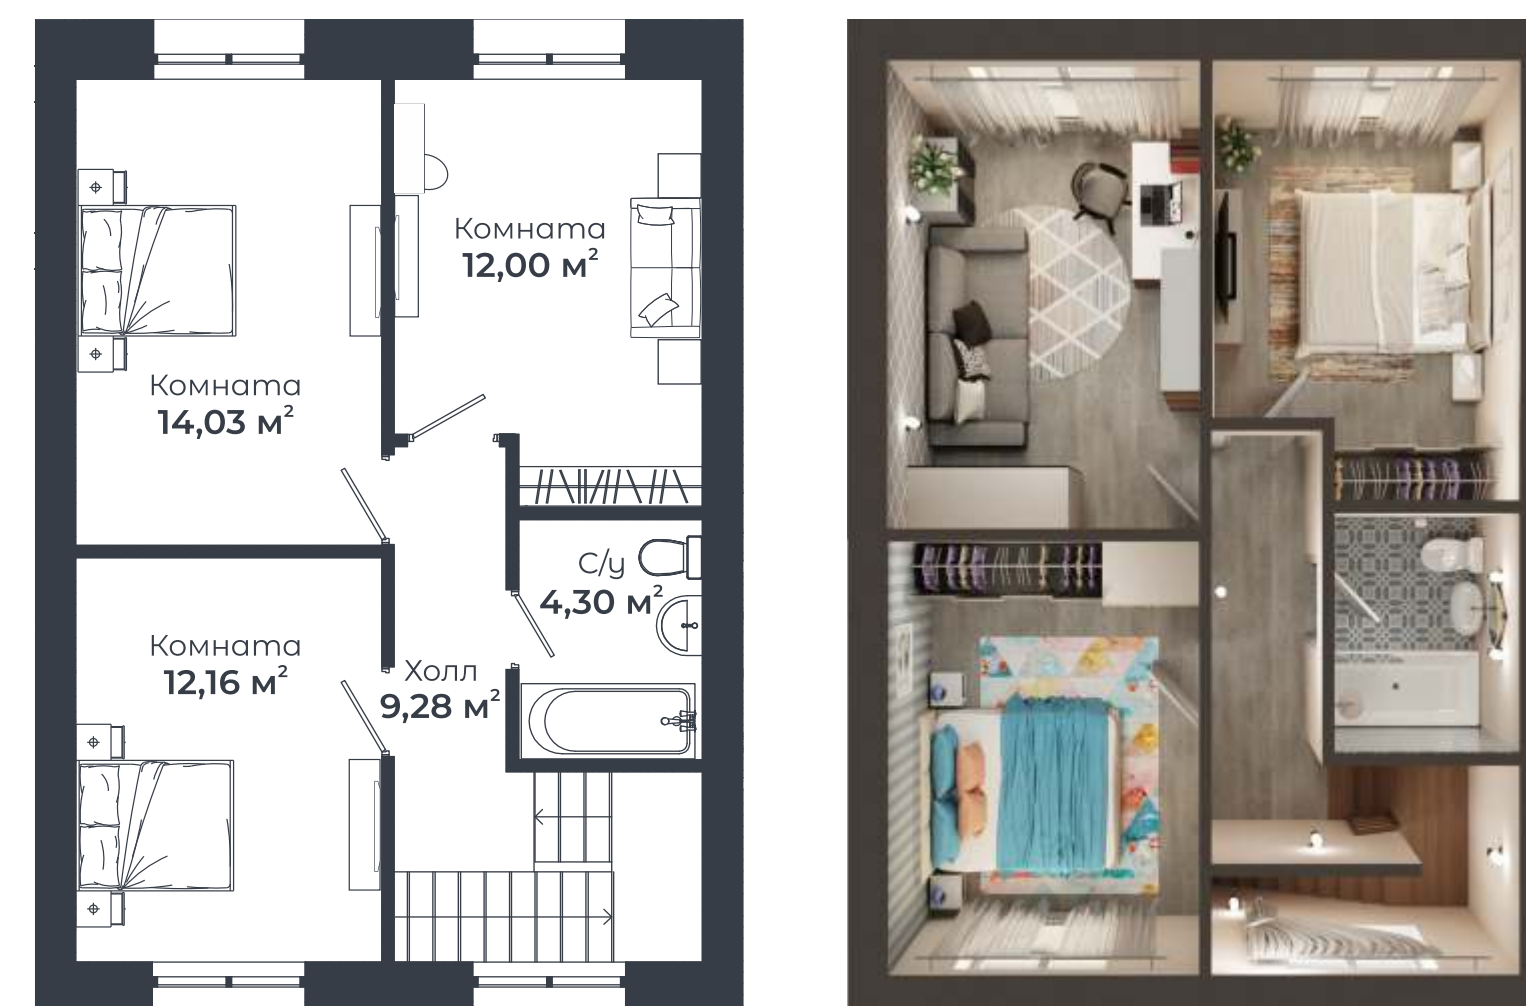 Комната
12,00 м²
Комната
14,03 м²
С/у
4,30 м²
Комната
12,16 м²
Холл
9,28 м²